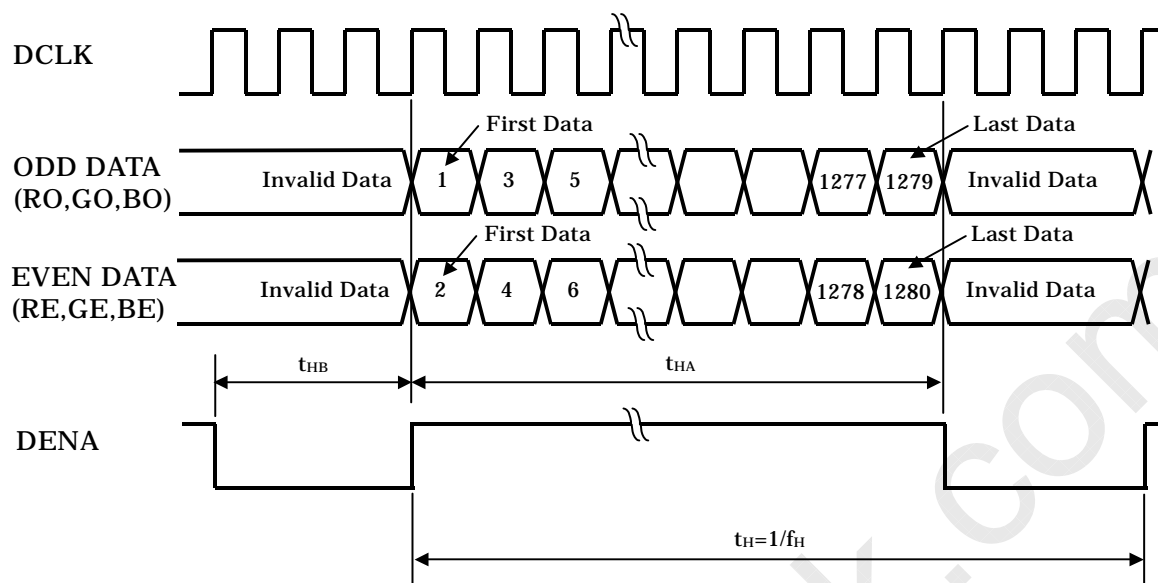 DCLK
First Data
Last Data
ODD DATA
(RO,GO,BO)
Invalid Data
1
3
5
1277
1279
Invalid Data
First Data
Last Data
EVEN DATA
(RE,GE,BE)
Invalid Data
2
4
6
1278
1280
Invalid Data
tHB
tHA
DENA
tH=1/fH
k.com